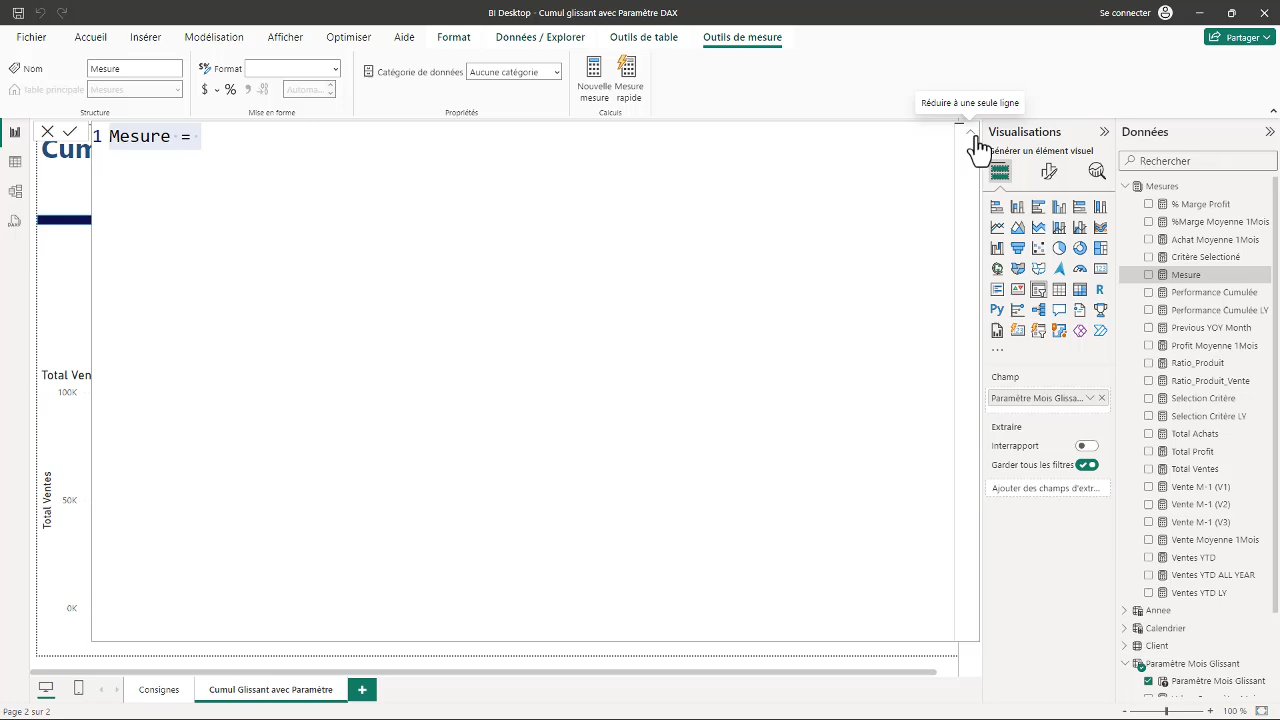 BI Desktop - Cumul glissant avec Paramètre DAX
Se connecter
Fichier
Accueil
Insérer
Modélisation
Afficher
Optimiser
Aide
Format
Données / Explorer
Outils de table
Outils de mesure
Partager
Nom
Mesure
Format
Catégorie de données
Aucune catégorie
Table principale
Mesures
$
%
Automa...
Nouvelle mesure
Mesure rapide
Structure
Mise en forme
Propriétés
Calculs
Réduire à une seule ligne
1 Mesure =
Cum
Total Ven
100K
50K
0K
Total Ventes
Visualisations
Générer un élément visuel
R
Py
123
...
Champ
Paramètre Mois Glissa...
Extraire
Interrapport
Garder tous les filtres
Ajouter des champs d'extr...
Données
Rechercher
Mesures
% Marge Profit
%Marge Moyenne 1Mois
Achat Moyenne 1Mois
Critère Selectioné
Mesure
Performance Cumulée
Performance Cumulée LY
Previous YOY Month
Profit Moyenne 1Mois
Ratio_Produit
Ratio_Produit_Vente
Selection Critère
Selection Critére LY
Total Achats
Total Profit
Total Ventes
Vente M-1 (V1)
Vente M-1 (V2)
Vente M-1 (V3)
Vente Moyenne 1Mois
Ventes YTD
Ventes YTD ALL YEAR
Ventes YTD LY
Annee
Calendrier
Client
Paramètre Mois Glissant
Paramètre Mois Glissant
Consignes
Cumul Glissant avec Paramètre
Page 2 sur 2
100 %